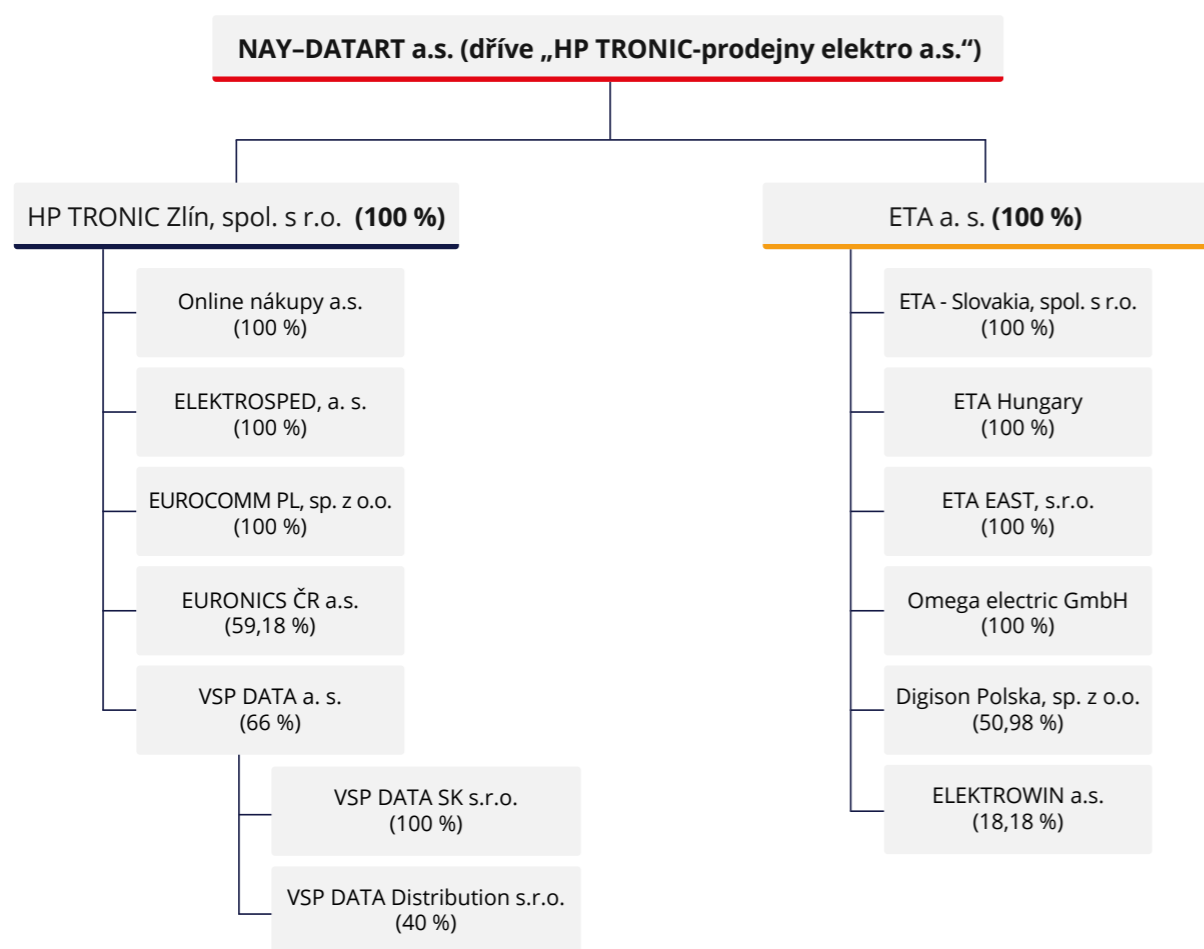 NAY–DATART a.s. (dříve „HP TRONIC-prodejny elektro a.s.“)
HP TRONIC Zlín, spol. s r.o. (100 %)
Online nákupy a.s.
(100 %)
ELEKTROSPED, a. s.
(100 %)
EUROCOMM PL, sp. z o.o.
(100 %)
EURONICS ČR a.s.
(59,18 %)
VSP DATA a. s.
(66 %)
VSP DATA SK s.r.o.
(100 %)
VSP DATA Distribution s.r.o.
(40 %)
ETA a. s. (100 %)
ETA - Slovakia, spol. s r.o.
(100 %)
ETA Hungary
(100 %)
ETA EAST, s.r.o.
(100 %)
Omega electric GmbH
(100 %)
Digison Polska, sp. z o.o.
(50,98 %)
ELEKTROWIN a.s.
(18,18 %)